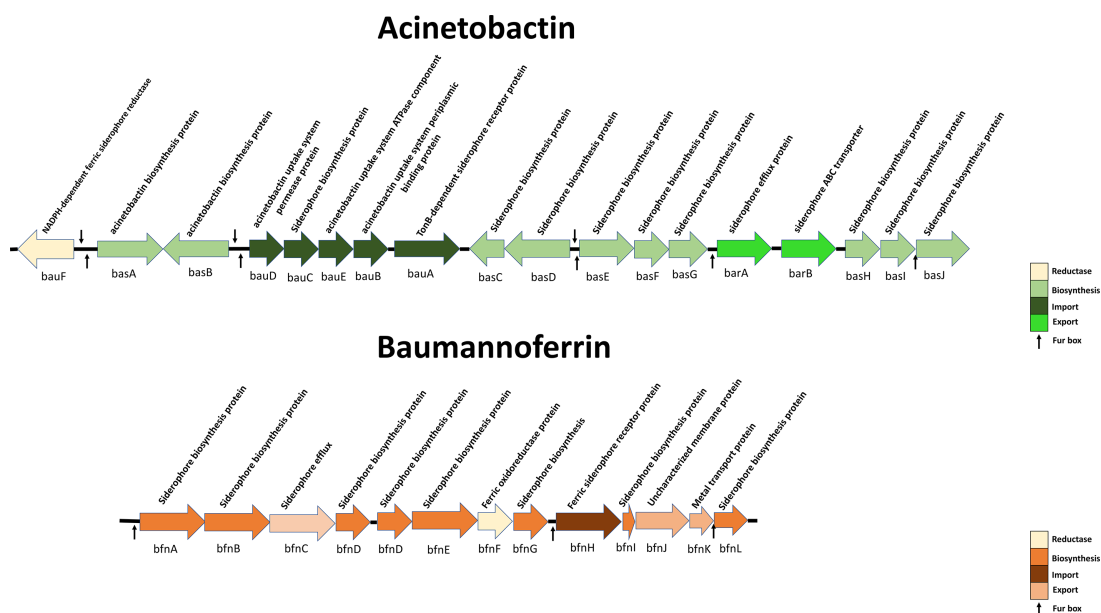 Acinetobactin
NADPH-dependent ferric siderophore reductase
acinetobactin biosynthesis protein
acinetobactin biosynthesis protein
acinetobactin uptake system
permease protein
Siderophore biosynthesis protein
acinetobactin uptake system ATPase component
acinetobactin uptake system periplasmic
binding protein
TonB-dependent siderophore receptor protein
Siderophore biosynthesis protein
Siderophore biosynthesis protein
Siderophore biosynthesis protein
Siderophore biosynthesis protein
Siderophore biosynthesis protein
siderophore efflux protein
siderophore ABC transporter
Siderophore biosynthesis protein
Siderophore biosynthesis protein
Siderophore biosynthesis protein
bauF basA basB bauD bauC bauE bauB bauA basC basD basE basF basG barA barB basH basI basJ
Reductase
Biosynthesis
Import
Export
Fur box
Baumannoferrin
Siderophore biosynthesis protein
Siderophore biosynthesis protein
Siderophore efflux
Siderophore biosynthesis protein
Siderophore biosynthesis protein
Siderophore biosynthesis protein
Ferric oxidoreductase protein
Siderophore biosynthesis
Ferric siderophore receptor protein
Siderophore biosynthesis protein
Uncharacterized membrane protein
Metal transport protein
Siderophore biosynthesis protein
bfnA bfnB bfnC bfnD bfnD bfnE bfnF bfnG bfnH bfnI bfnJ bfnK bfnL
Reductase
Biosynthesis
Import
Export
Fur box